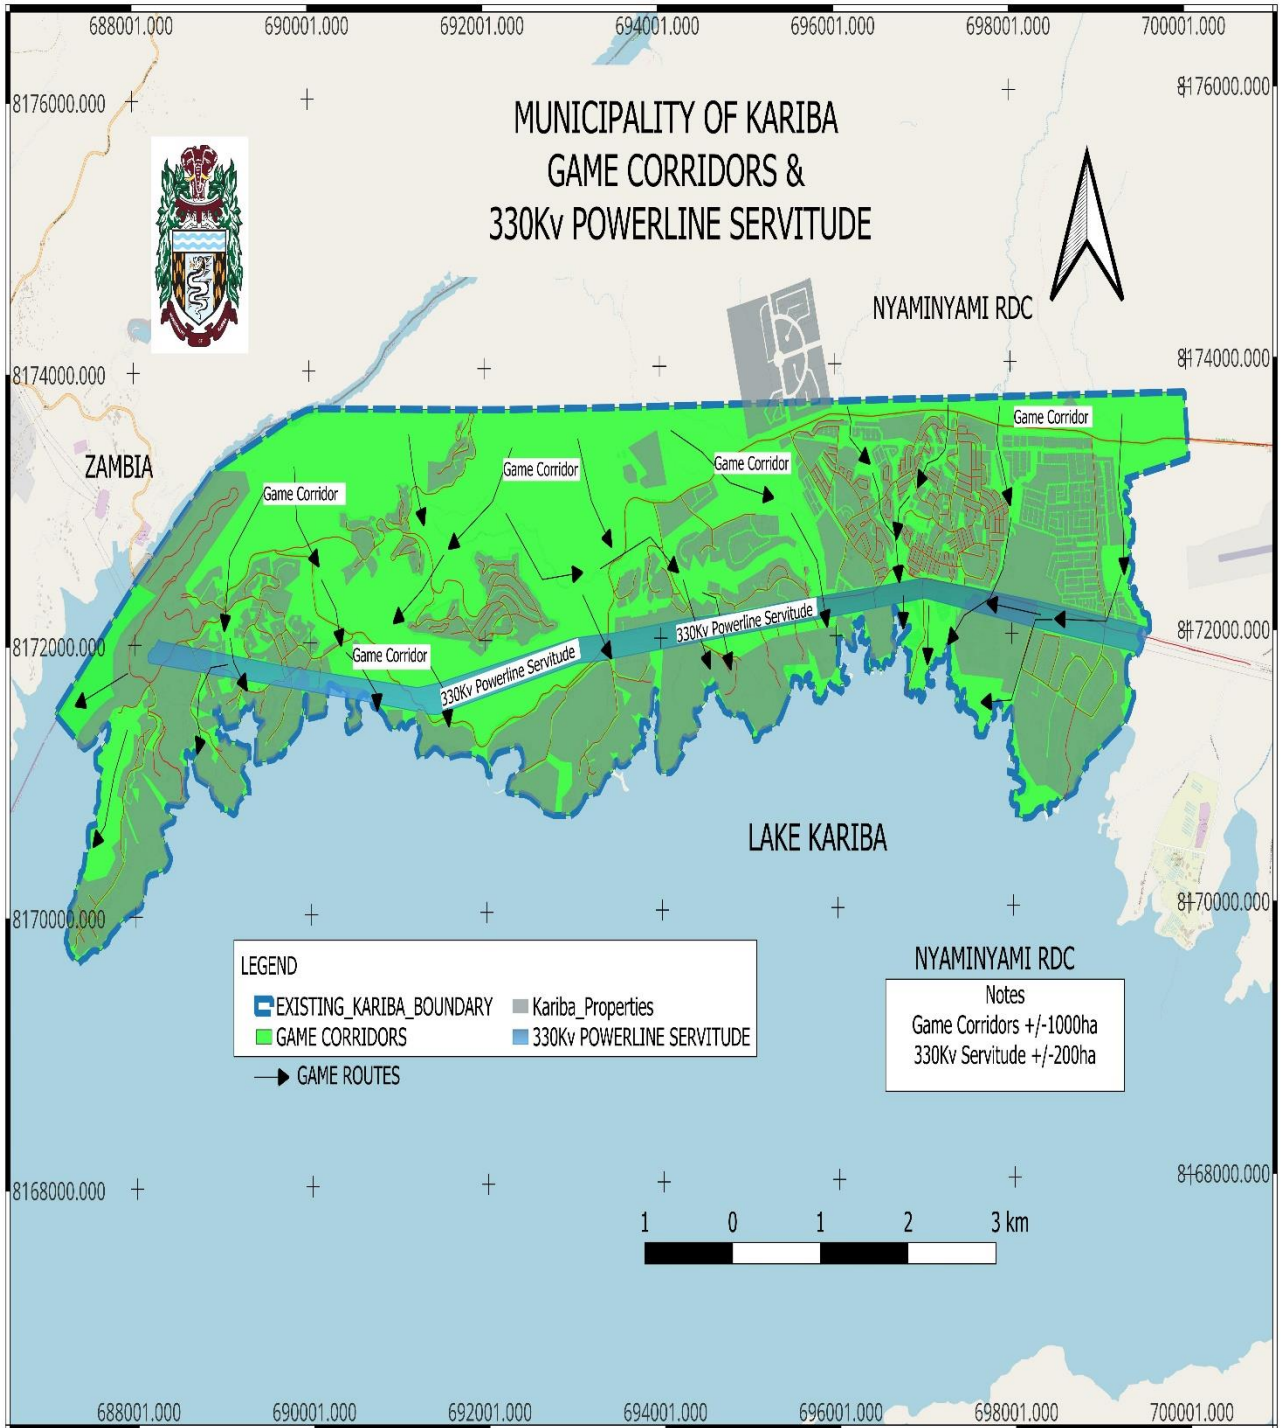 688001.000 690001.000 692001.000 694001.000 696001.000 698001.000 700001.000
8176000.000 8176000.000
MUNICIPALITY OF KARIBA
GAME CORRIDORS &
330Kv POWERLINE SERVITUDE
NYAMINYAMI RDC
8174000.000 8174000.000
Game Corridor
ZAMBIA
Game Corridor
Game Corridor
Game Corridor
330Kv Powerline Servitude
8172000.000 8172000.000
Game Corridor
330Kv Powerline Servitude
LAKE KARIBA
8170000.000 8170000.000
NYAMINYAMI RDC
LEGEND
EXISTING_KARIBA_BOUNDARY Kariba_Properties
GAME CORRIDORS 330Kv POWERLINE SERVITUDE
GAME ROUTES
Notes
Game Corridors +/-1000ha
330Kv Servitude +/-200ha
8168000.000 8168000.000
1 0 1 2 3 km
688001.000 690001.000 692001.000 694001.000 696001.000 698001.000 700001.000